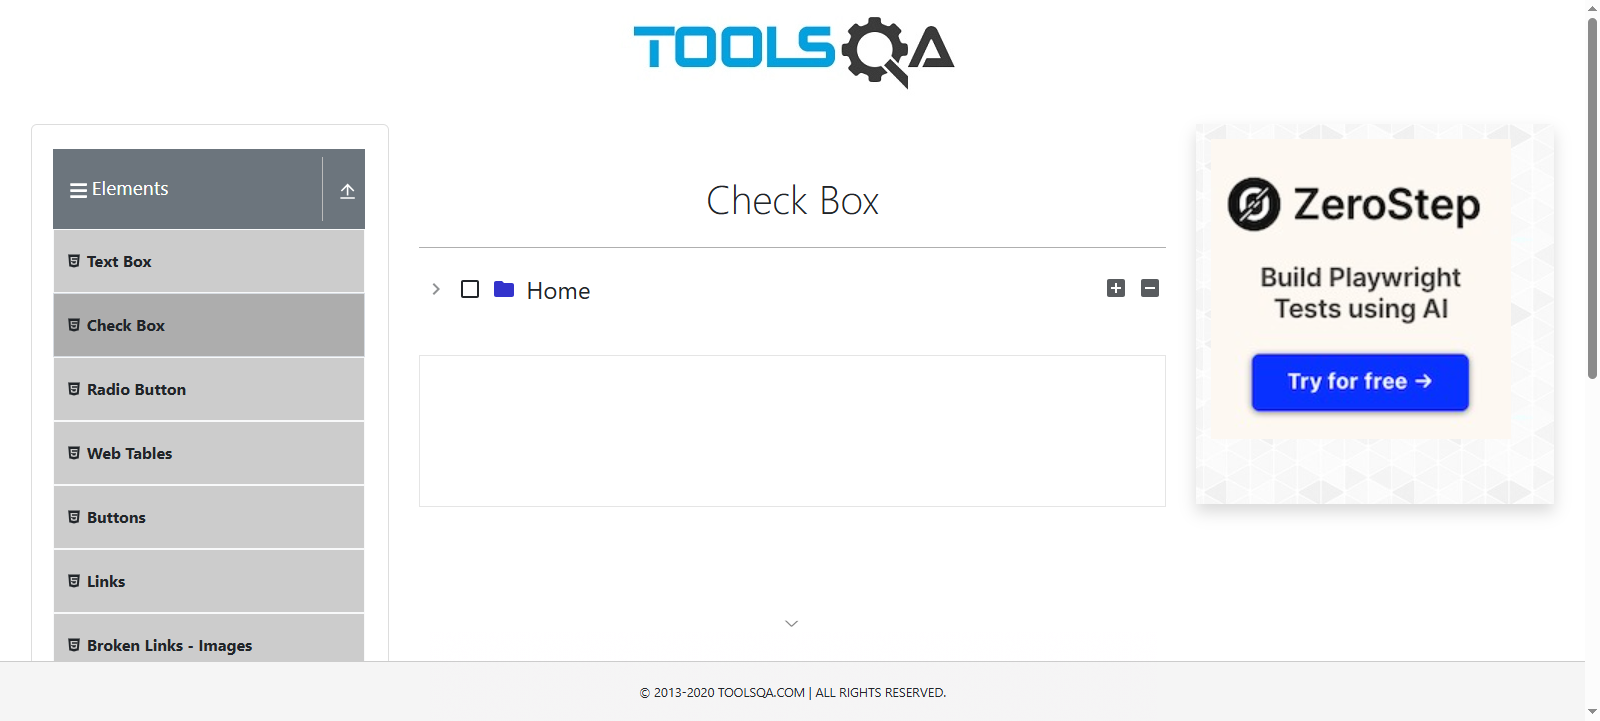 TOOLSQA
Elements
Text Box
Check Box
Radio Button
Web Tables
Buttons
Links
Broken Links - Images
Check Box
Home
ZeroStep
Build Playwright
Tests using AI
Try for free →
© 2013-2020 TOOLSQA.COM | ALL RIGHTS RESERVED.